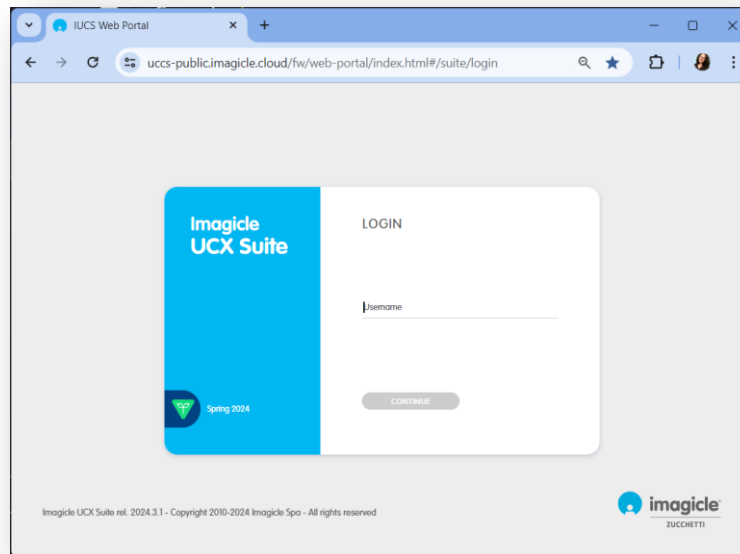 IUCS Web Portal
uccs-public.imagicle.cloud/fw/web-portal/index.html#/suite/login
Imagicle
UCX Suite
LOGIN
Username
CONTINUE
Spring 2024
Imagicle UCX Suite rel. 2024.3.1 - Copyright 2010-2024 Imagicle Spa - All rights reserved
imagicle
ZUCCHETTI